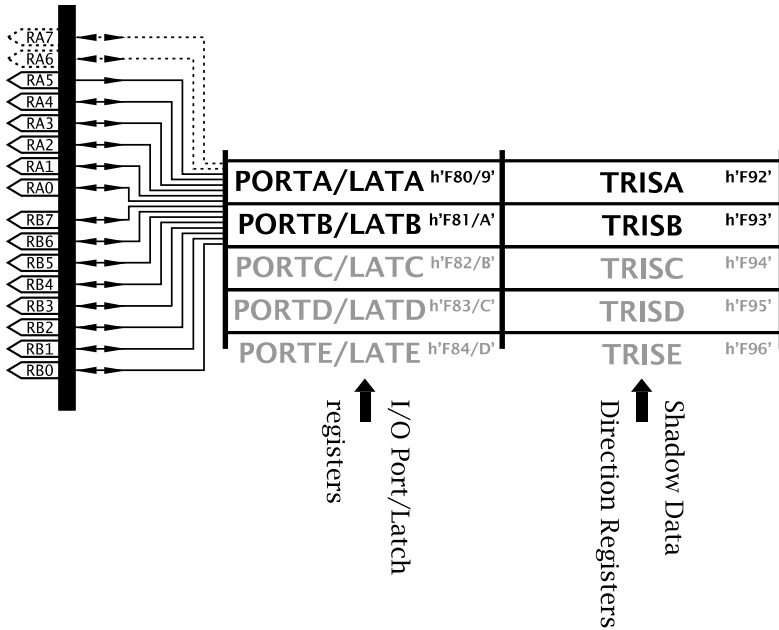 RA7
RA6
RA5
RA4
RA3
RA2
RA1
RA0
RB7
RB6
RB5
RB4
RB3
RB2
RB1
RB0
PORTA/LATA h'F80/9' TRISA h'F92'
PORTB/LATB h'F81/A' TRISB h'F93'
PORTC/LATC h'F82/B' TRISC h'F94'
PORTD/LATD h'F83/C' TRISD h'F95'
PORTE/LATE h'F84/D' TRISE h'F96'
I/O Port/Latch
registers
Shadow Data
Direction Registers